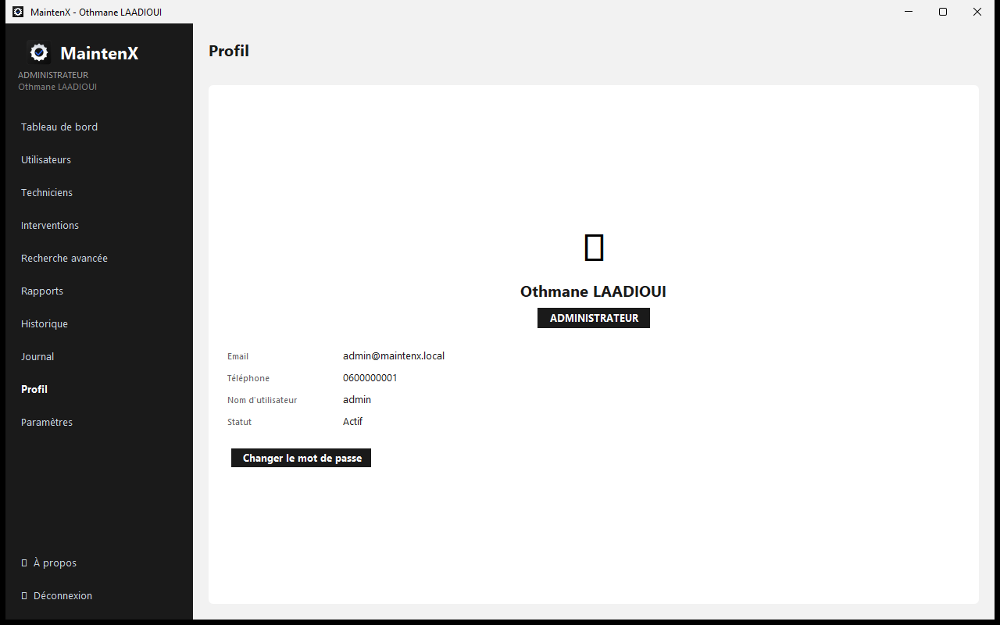 MaintenX - Othmane LAADIOUI
MaintenX
ADMINISTRATEUR
Othmane LAADIOUI
Tableau de bord
Utilisateurs
Techniciens
Interventions
Recherche avancée
Rapports
Historique
Journal
Profil
Paramètres
À propos
Déconnexion
Profil
Othmane LAADIOUI
ADMINISTRATEUR
Email admin@maintenx.local
Téléphone 0600000001
Nom d'utilisateur admin
Statut Actif
Changer le mot de passe